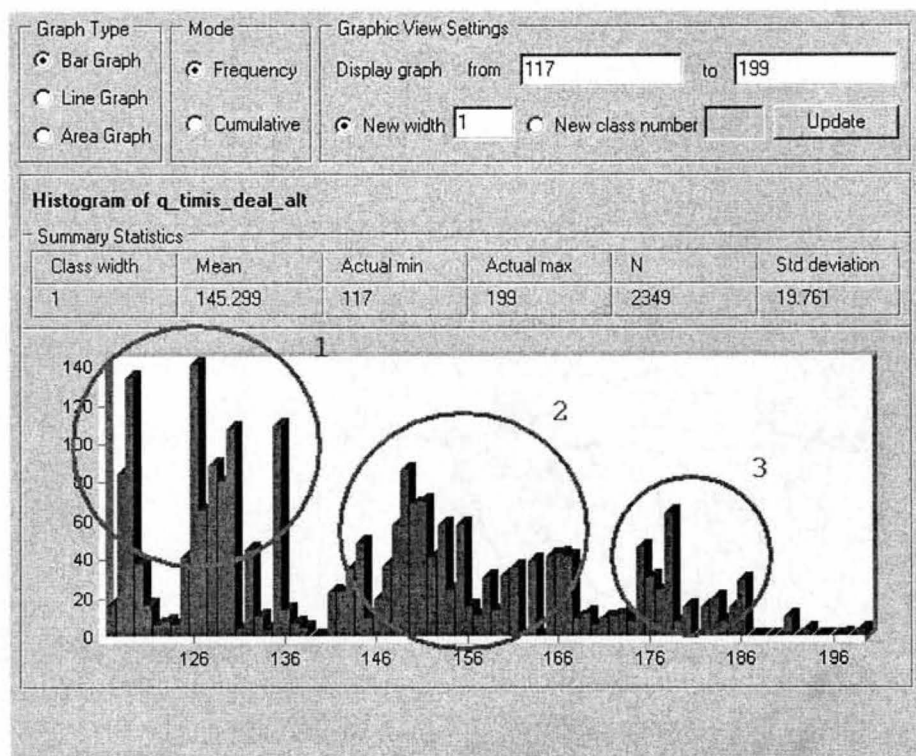 Graph Type
Bar Graph
Line Graph
Area Graph
Mode
Frequency
Cumulative
Graphic View Settings
Display graph from 117 to 199
New width 1 New class number Update
Histogram of q_timis_deal_alt
Summary Statistics
Class width Mean Actual min Actual max N Std deviation
1 145.299 117 199 2349 19.761
1
2
3
140
120
100
80
60
40
20
0
126 136 146 156 166 176 186 196